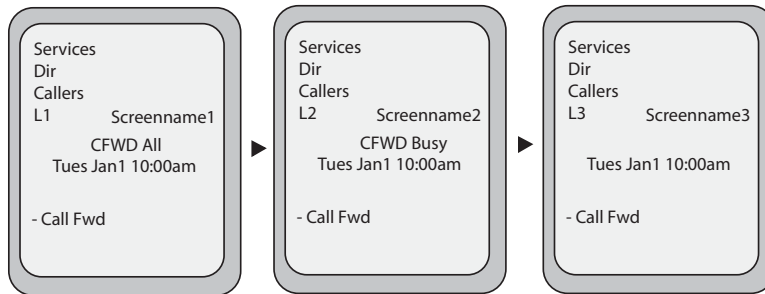 Services
Dir
Callers
L1 Screenname1
CFWD All
Tues Jan1 10:00am
- Call Fwd
Services
Dir
Callers
L2 Screenname2
CFWD Busy
Tues Jan1 10:00am
- Call Fwd
Services
Dir
Callers
L3 Screenname3
Tues Jan1 10:00am
- Call Fwd